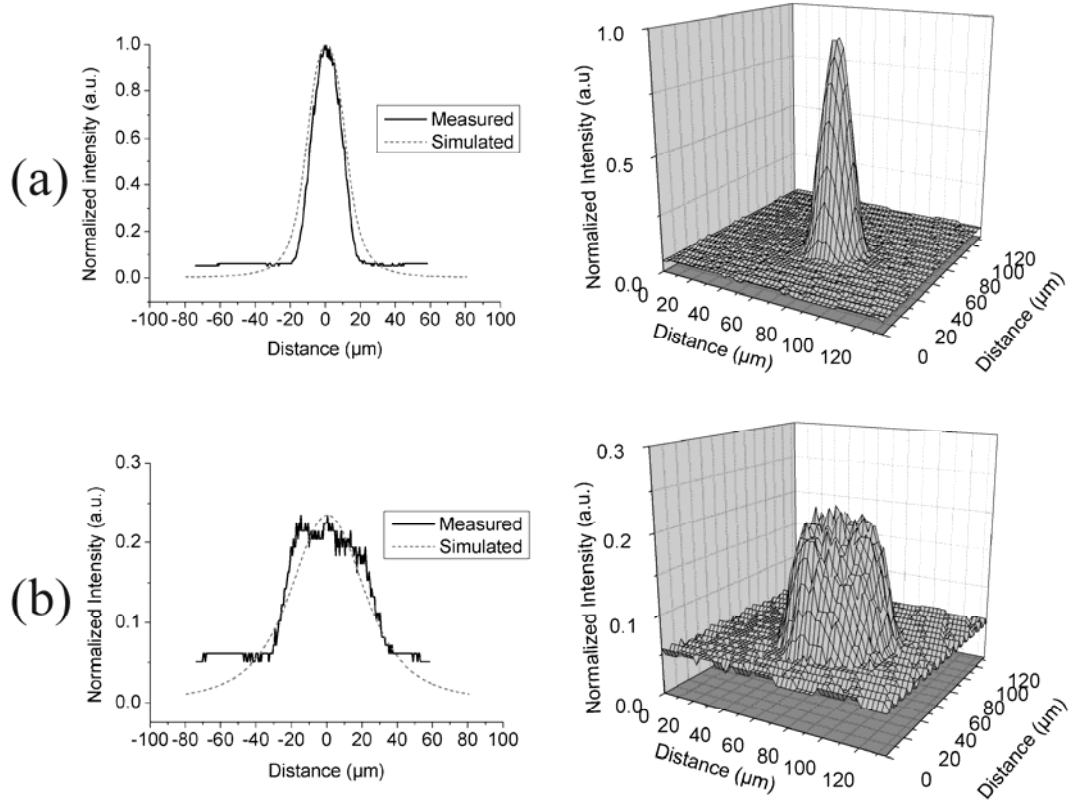 (a)
Normalized intensity (a.u.)
1.0
0.8
0.6
0.4
0.2
0.0
-100 -80 -60 -40 -20 0 20 40 60 80 100
Distance (µm)
Measured
Simulated
Normalized Intensity (a.u)
1.0
0.5
0.0
0 20 40 60 80 100 120
Distance (µm)
0 20 40 60 80 100 120
Distance (µm)
(b)
Normalized Intensity (a.u.)
0.3
0.2
0.1
0.0
-100 -80 -60 -40 -20 0 20 40 60 80 100
Distance (µm)
Measured
Simulated
Normalized Intensity (a.u.)
0.3
0.2
0.1
0.0
0 20 40 60 80 100 120
Distance (µm)
0 20 40 60 80 100 120
Distance (µm)